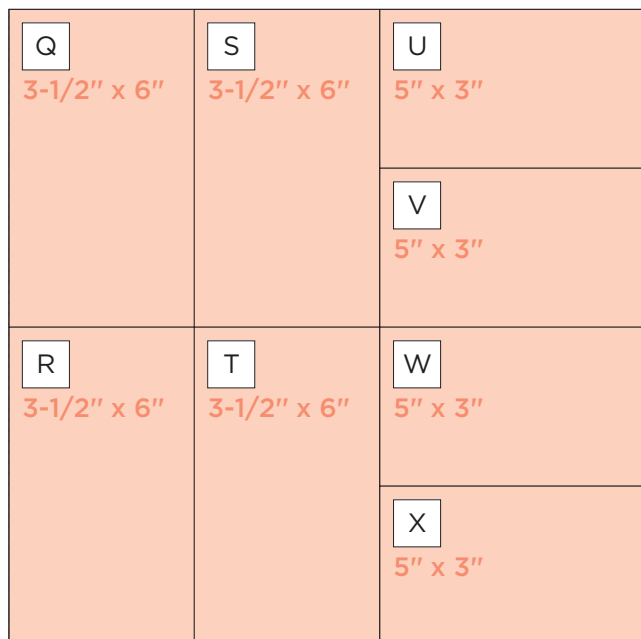 Q
3-1/2" x 6"
S
3-1/2" x 6"
U
5" x 3"
V
5" x 3"
R
3-1/2" x 6"
T
3-1/2" x 6"
W
5" x 3"
X
5" x 3"